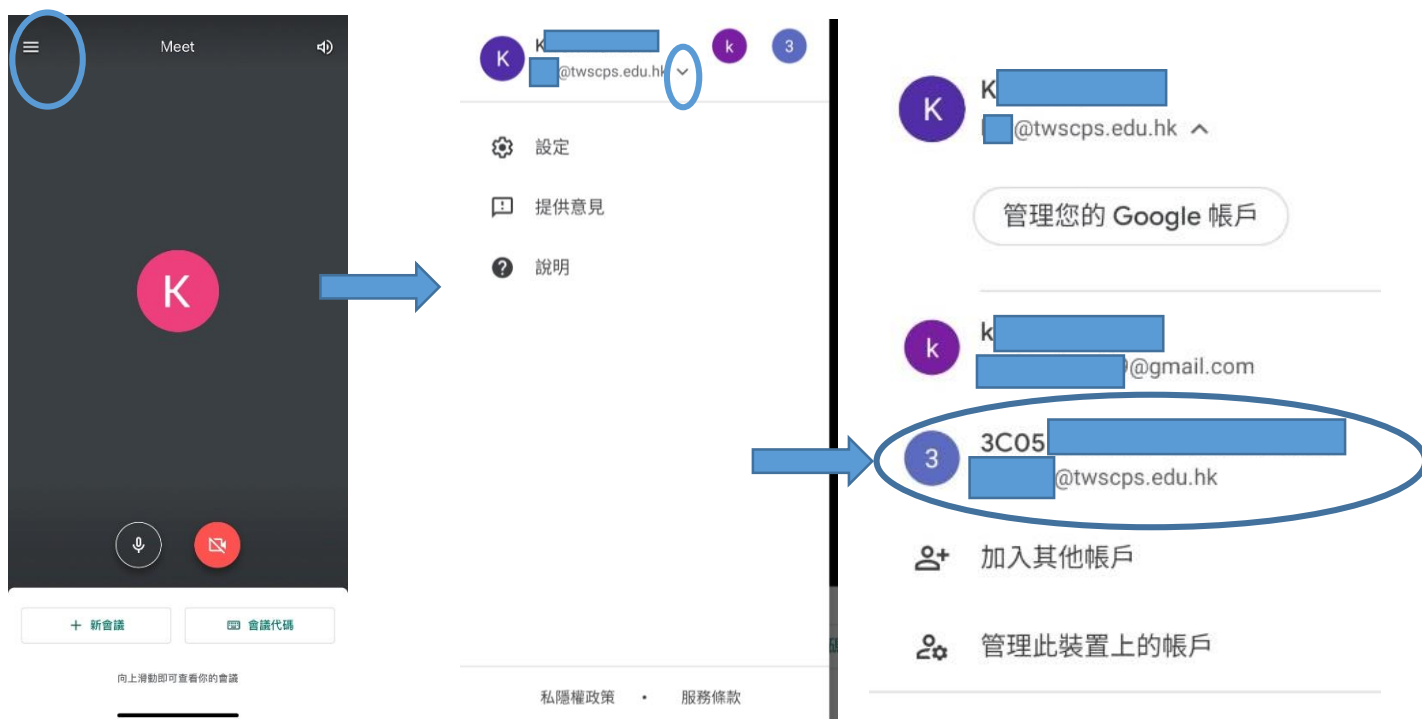 Meet
K
+ 新會議
會議代碼
向上滑動即可查看你的會議
K
K
@twscps.edu.hk
k
3
設定
提供意見
說明
私隱權政策 • 服務條款
K
K
@twscps.edu.hk
管理您的 Google 帳戶
k
k
@gmail.com
3
3C05
@twscps.edu.hk
加入其他帳戶
管理此裝置上的帳戶